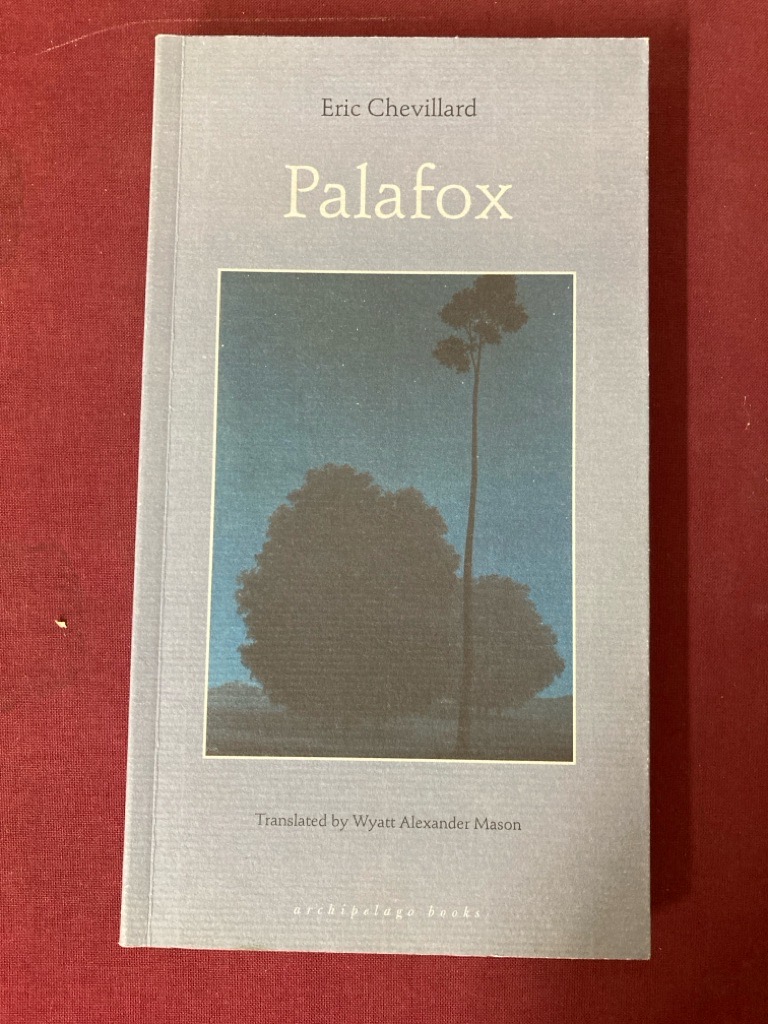 Eric Chevillard
Palafox
Translated by Wyatt Alexander Mason
archipelago books